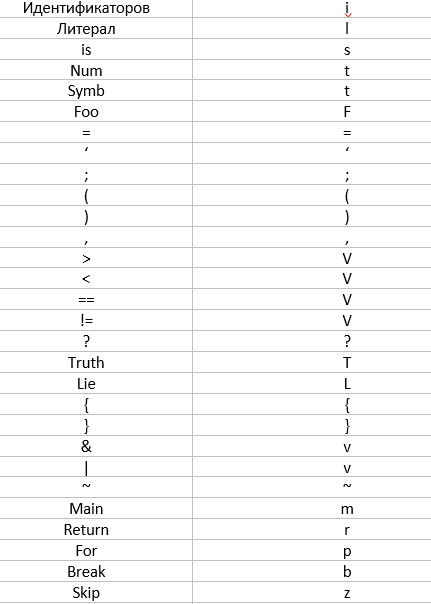 Идентификаторов i
Литерал l
is s
Num t
Symb t
Foo F
= =
‘ ‘
; ;
( (
) )
, ,
> V
< V
== V
!= V
? ?
Truth T
Lie L
{ {
} }
& v
| v
~ ~
Main m
Return r
For p
Break b
Skip z